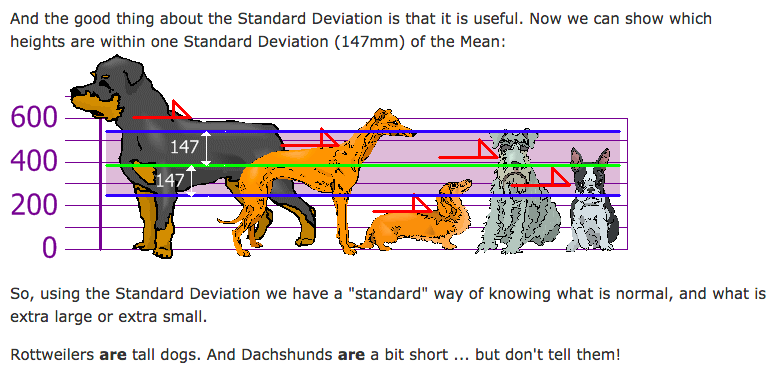 And the good thing about the Standard Deviation is that it is useful. Now we can show which
heights are within one Standard Deviation (147mm) of the Mean:
600
147
400
147
200
0
So, using the Standard Deviation we have a "standard" way of knowing what is normal, and what is
extra large or extra small.
Rottweilers are tall dogs. And Dachshunds are a bit short ... but don't tell them!